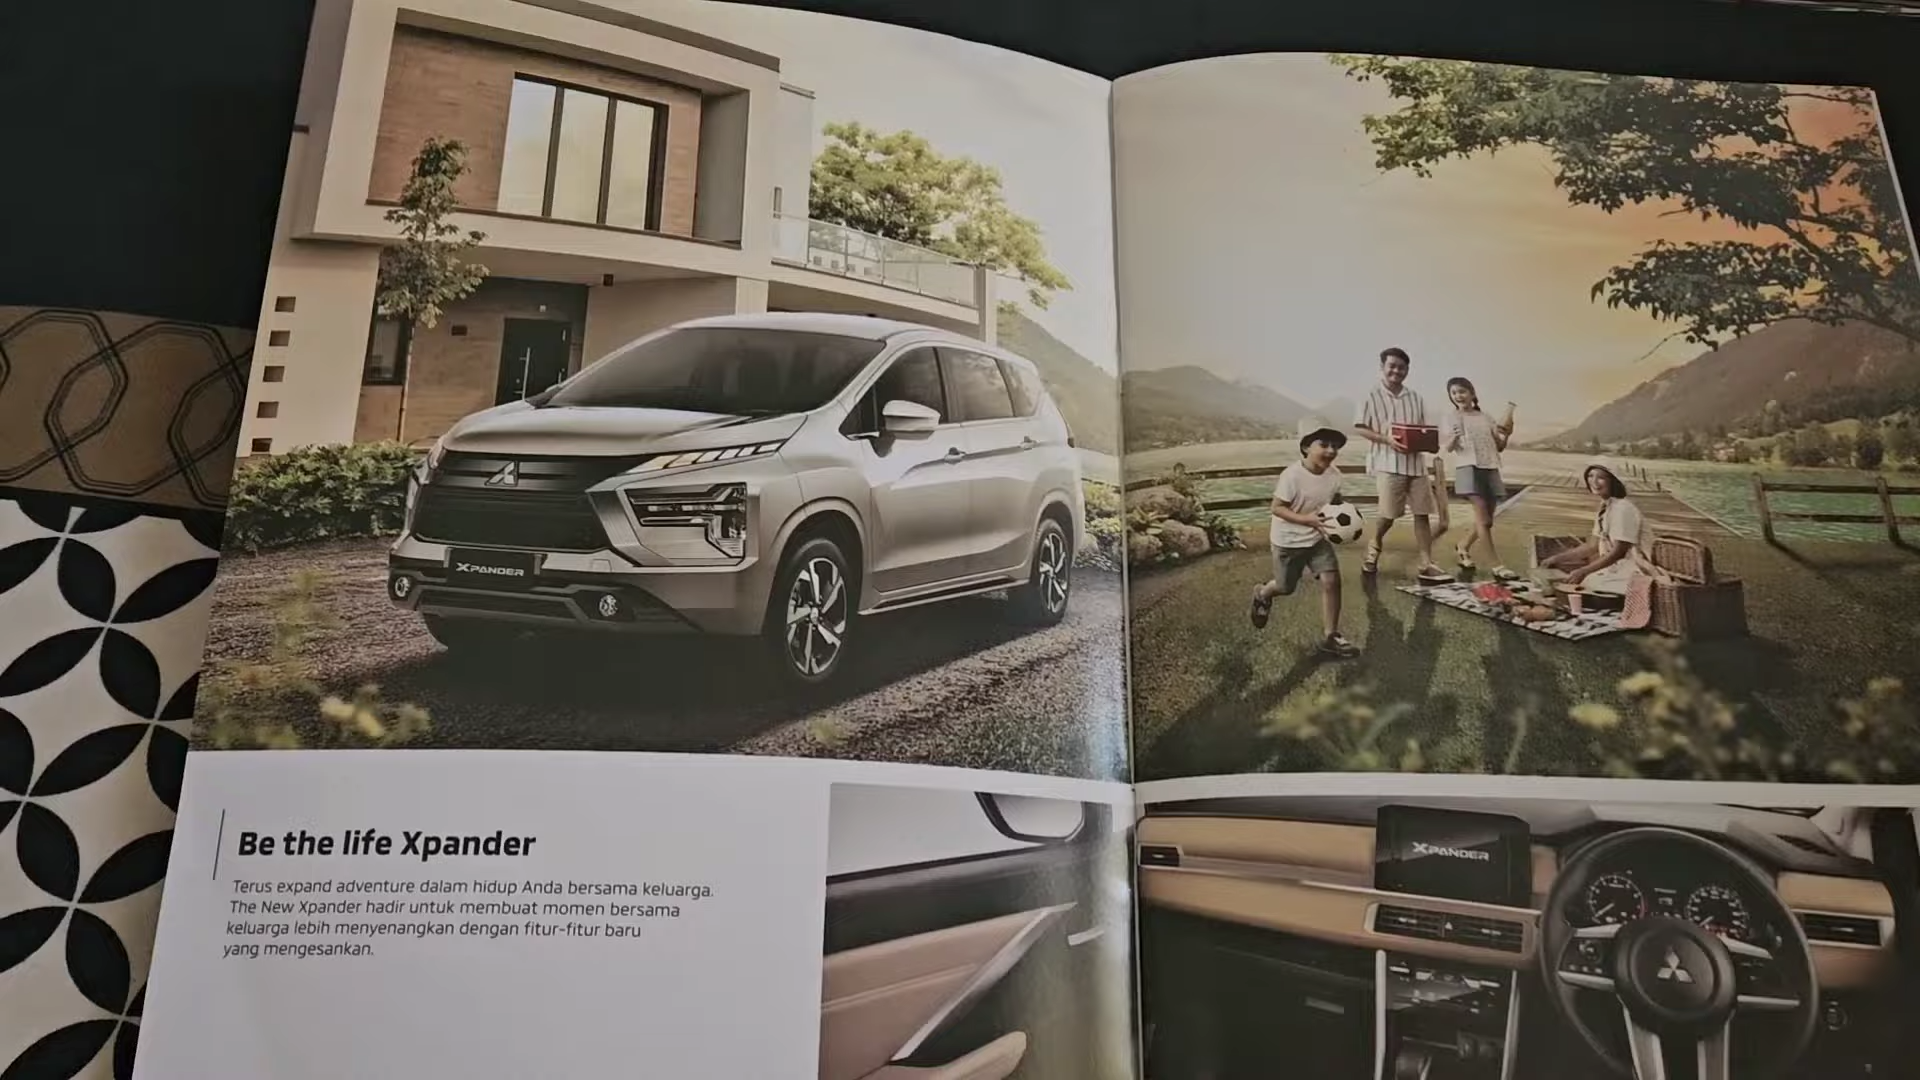 XPANDER
Be the life Xpander
Terus expand adventure dalam hidup Anda bersama keluarga.
The New Xpander hadir untuk membuat momen bersama
keluarga lebih menyenangkan dengan fitur-fitur baru
yang mengesankan.
XPANDER